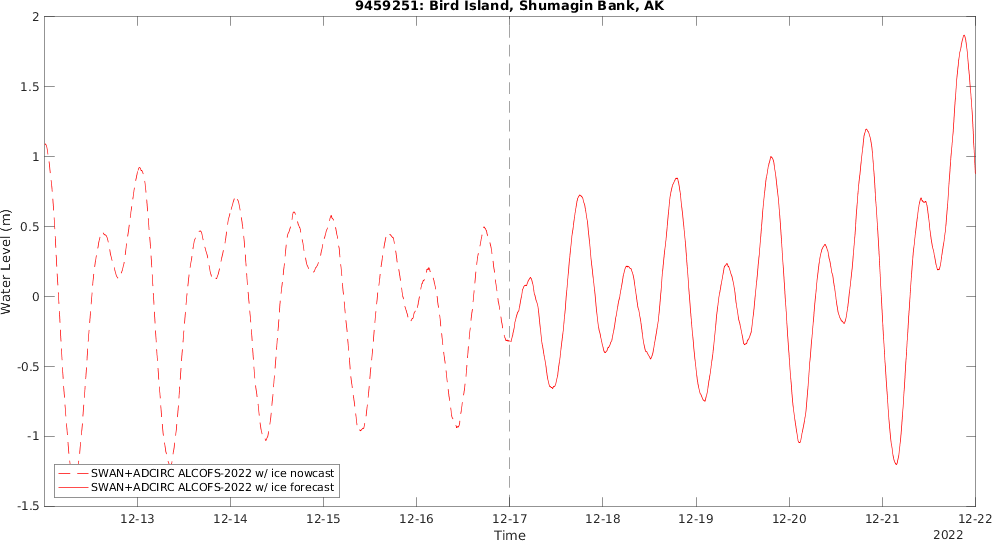 9459251: Bird Island, Shumagin Bank, AK
Water Level (m)
2
1.5
1
0.5
0
-0.5
-1
-1.5
SWAN+ADCIRC ALCOFS-2022 w/ ice nowcast
SWAN+ADCIRC ALCOFS-2022 w/ ice forecast
12-13 12-14 12-15 12-16 12-17 12-18 12-19 12-20 12-21 12-22
Time
2022